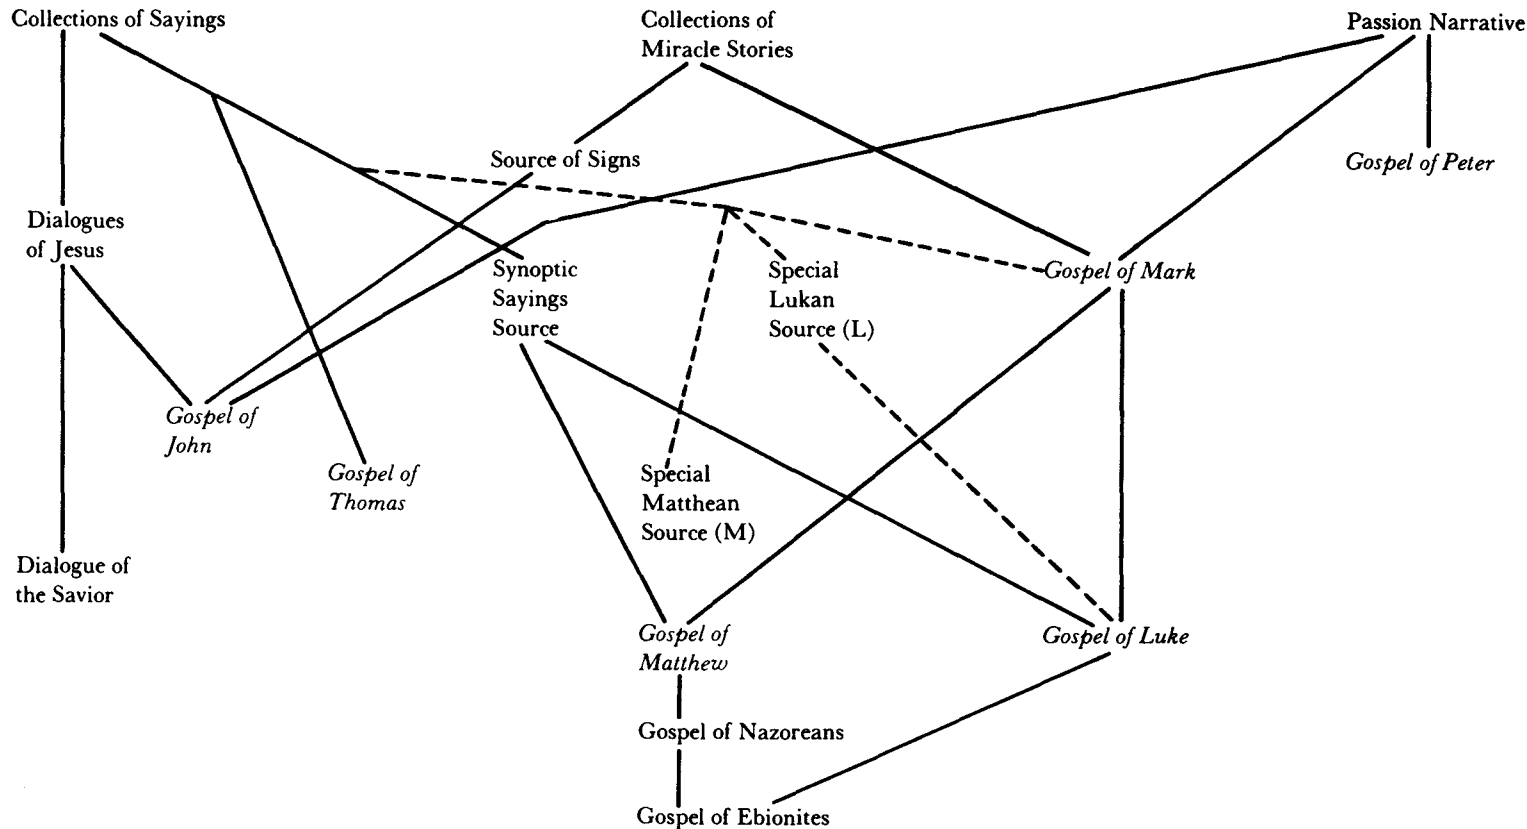 Collections of Sayings
Collections of
Miracle Stories
Passion Narrative
Source of Signs
Gospel of Peter
Dialogues
of Jesus
Synoptic
Sayings
Source
Special
Lukan
Source (L)
Gospel of Mark
Gospel of
John
Gospel of
Thomas
Special
Matthean
Source (M)
Dialogue of
the Savior
Gospel of
Matthew
Gospel of Luke
Gospel of Nazoreans
Gospel of Ebionites